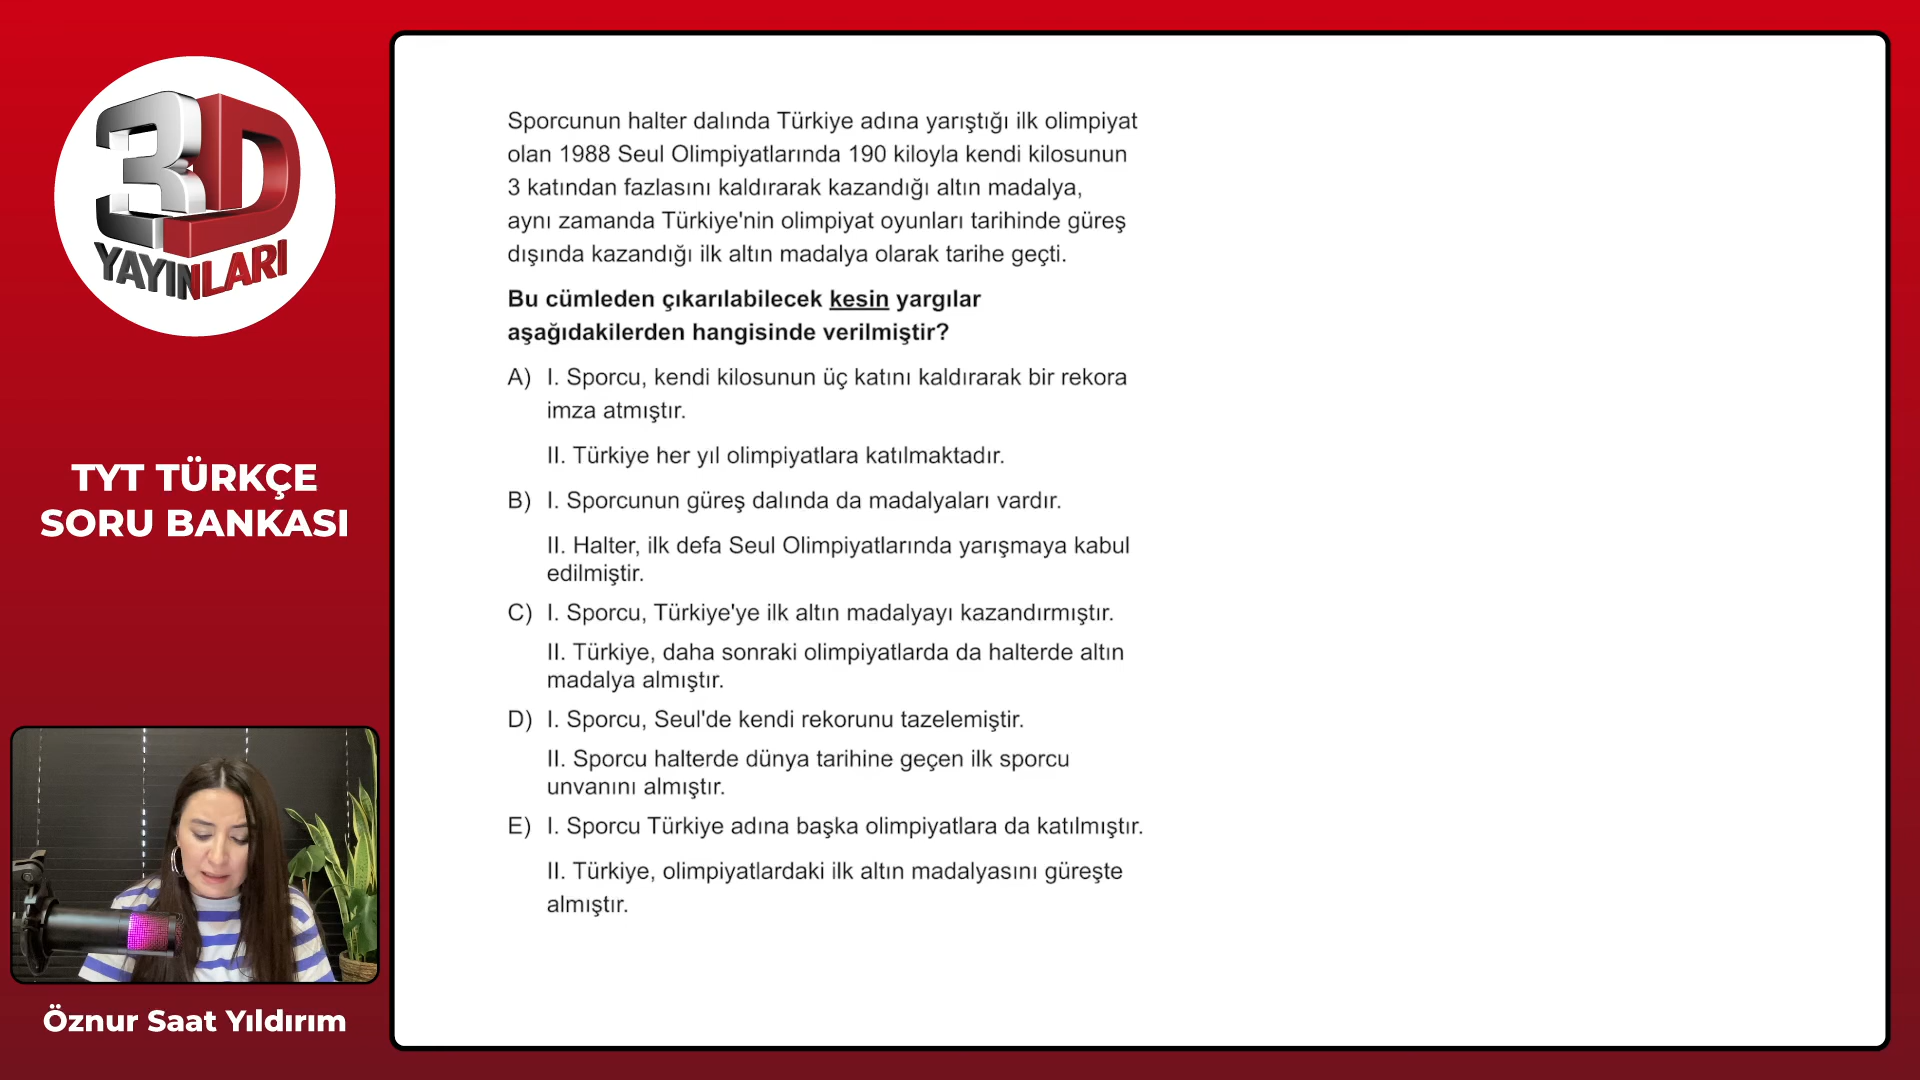 3D
YAYINLARI
TYT TÜRKÇE
SORU BANKASI
Öznur Saat Yıldırım
Sporcunun halter dalında Türkiye adına yarıştığı ilk olimpiyat
olan 1988 Seul Olimpiyatlarında 190 kiloyla kendi kilosunun
3 katından fazlasını kaldırarak kazandığı altın madalya,
aynı zamanda Türkiye'nin olimpiyat oyunları tarihinde güreş
dışında kazandığı ilk altın madalya olarak tarihe geçti.
Bu cümleden çıkarılabilecek kesin yargılar
aşağıdakilerden hangisinde verilmiştir?
A) I. Sporcu, kendi kilosunun üç katını kaldırarak bir rekora
imza atmıştır.
II. Türkiye her yıl olimpiyatlara katılmaktadır.
B) I. Sporcunun güreş dalında da madalyaları vardır.
II. Halter, ilk defa Seul Olimpiyatlarında yarışmaya kabul
edilmiştir.
C) I. Sporcu, Türkiye'ye ilk altın madalyayı kazandırmıştır.
II. Türkiye, daha sonraki olimpiyatlarda da halterde altın
madalya almıştır.
D) I. Sporcu, Seul'de kendi rekorunu tazelemiştir.
II. Sporcu halterde dünya tarihine geçen ilk sporcu
unvanını almıştır.
E) I. Sporcu Türkiye adına başka olimpiyatlara da katılmıştır.
II. Türkiye, olimpiyatlardaki ilk altın madalyasını güreşte
almıştır.